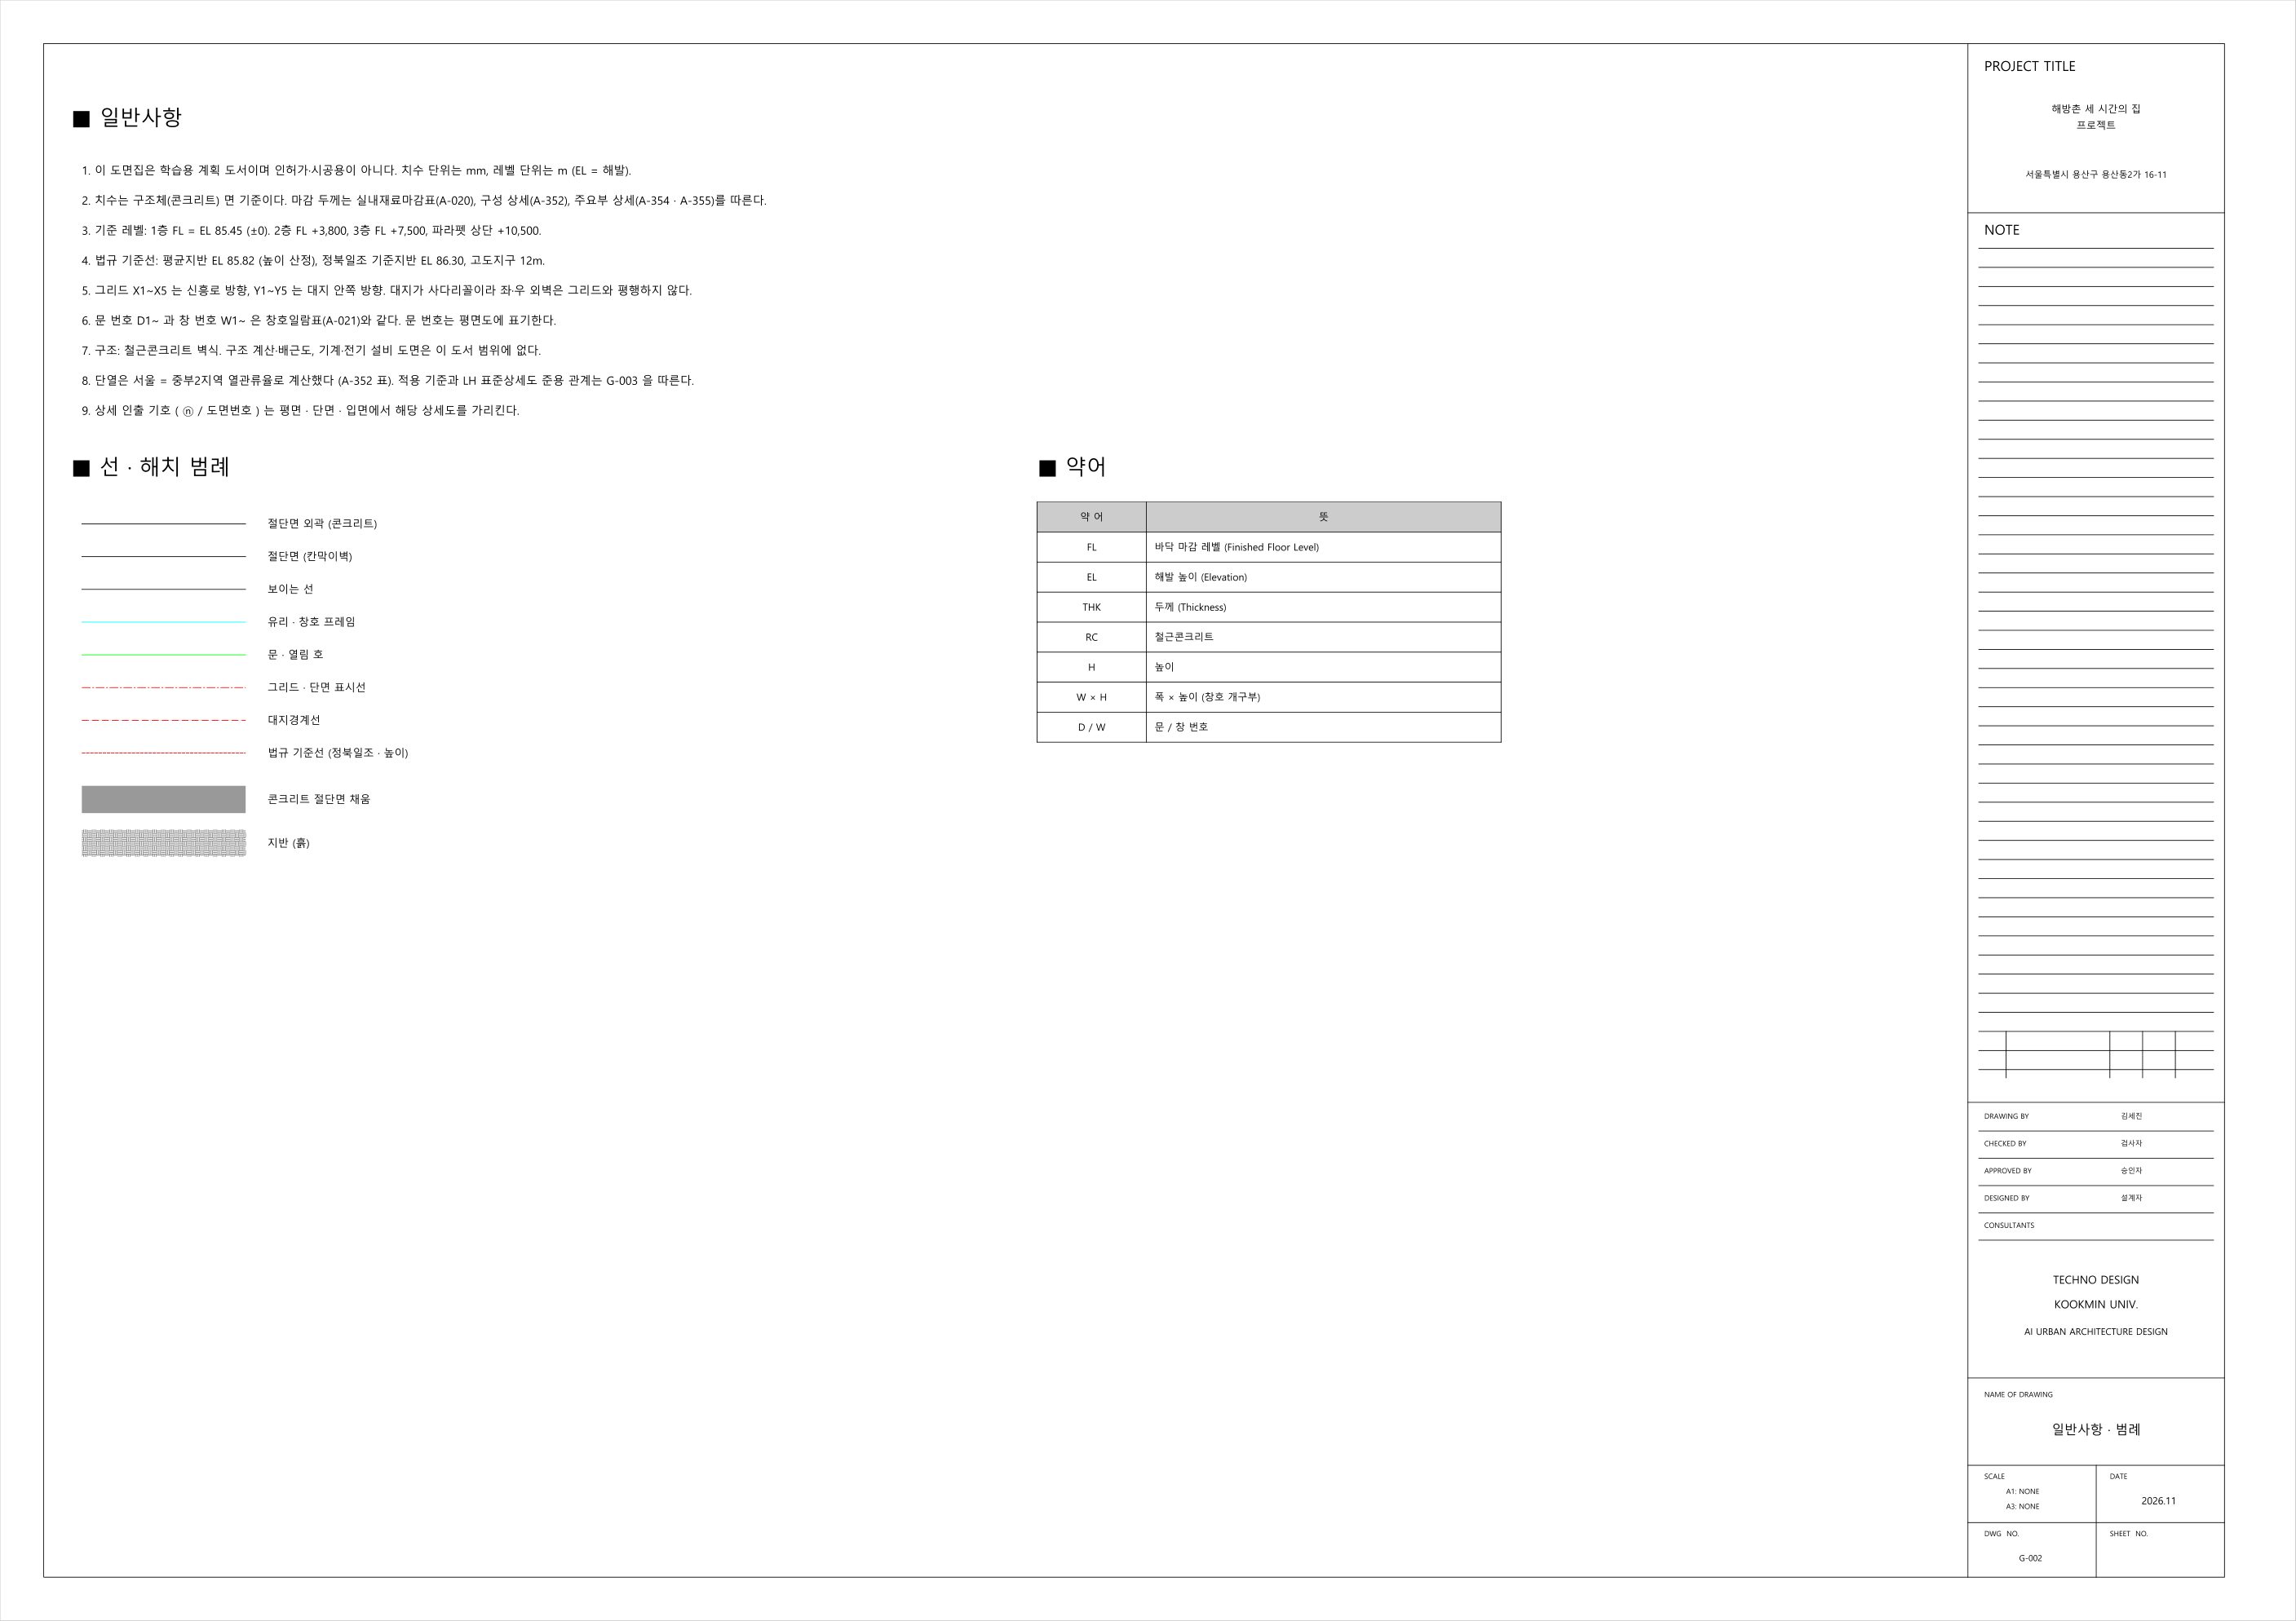 ■ 일반사항
1. 이 도면집은 학습용 계획 도서이며 인허가·시공용이 아니다. 치수 단위는 mm, 레벨 단위는 m (EL = 해발).
2. 치수는 구조체(콘크리트) 면 기준이다. 마감 두께는 실내재료마감표(A-020), 구성 상세(A-352), 주요부 상세(A-354 · A-355)를 따른다.
3. 기준 레벨: 1층 FL = EL 85.45 (±0). 2층 FL +3,800, 3층 FL +7,500, 파라펫 상단 +10,500.
4. 법규 기준선: 평균지반 EL 85.82 (높이 산정), 정북일조 기준지반 EL 86.30, 고도지구 12m.
5. 그리드 X1~X5 는 신흥로 방향, Y1~Y5 는 대지 안쪽 방향. 대지가 사다리꼴이라 좌·우 외벽은 그리드와 평행하지 않다.
6. 문 번호 D1~ 과 창 번호 W1~ 은 창호일람표(A-021)와 같다. 문 번호는 평면도에 표기한다.
7. 구조: 철근콘크리트 벽식. 구조 계산·배근도, 기계·전기 설비 도면은 이 도서 범위에 없다.
8. 단열은 서울 = 중부2지역 열관류율로 계산했다 (A-352 표). 적용 기준과 LH 표준상세도 준용 관계는 G-003 을 따른다.
9. 상세 인출 기호 ( ⓝ / 도면번호 ) 는 평면 · 단면 · 입면에서 해당 상세도를 가리킨다.
■ 선 · 해치 범례
절단면 외곽 (콘크리트)
절단면 (칸막이벽)
보이는 선
유리 · 창호 프레임
문 · 열림 호
그리드 · 단면 표시선
대지경계선
법규 기준선 (정북일조 · 높이)
콘크리트 절단면 채움
지반 (흙)
■ 약어
약 어 뜻
FL 바닥 마감 레벨 (Finished Floor Level)
EL 해발 높이 (Elevation)
THK 두께 (Thickness)
RC 철근콘크리트
H 높이
W × H 폭 × 높이 (창호 개구부)
D / W 문 / 창 번호
PROJECT TITLE
해방촌 세 시간의 집
프로젝트
서울특별시 용산구 용산동2가 16-11
NOTE
DRAWING BY 김세진
CHECKED BY 검사자
APPROVED BY 승인자
DESIGNED BY 설계자
CONSULTANTS
TECHNO DESIGN
KOOKMIN UNIV.
AI URBAN ARCHITECTURE DESIGN
NAME OF DRAWING
일반사항 · 범례
SCALE
A1: NONE
A3: NONE
DATE
2026.11
DWG NO.
G-002
SHEET NO.